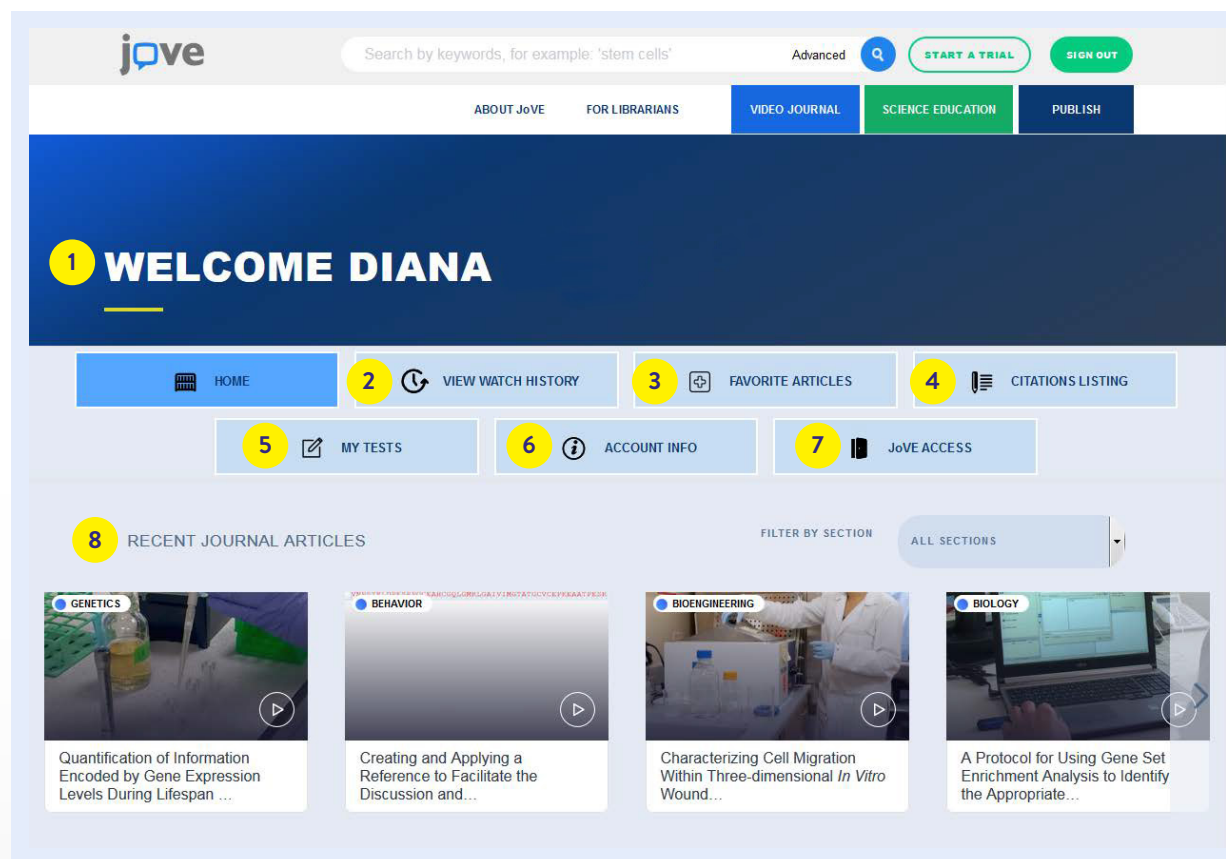 jove
Search by keywords, for example: 'stem cells'
Advanced
START A TRIAL
SIGN OUT
ABOUT JoVE
FOR LIBRARIANS
VIDEO JOURNAL
SCIENCE EDUCATION
PUBLISH
1
WELCOME DIANA
HOME
2
VIEW WATCH HISTORY
3
FAVORITE ARTICLES
4
CITATIONS LISTING
5
MY TESTS
6
ACCOUNT INFO
7
JoVE ACCESS
8
RECENT JOURNAL ARTICLES
FILTER BY SECTION
ALL SECTIONS
GENETICS
Quantification of Information
Encoded by Gene Expression
Levels During Lifespan ...
BEHAVIOR
Creating and Applying a
Reference to Facilitate the
Discussion and...
BIOENGINEERING
Characterizing Cell Migration
Within Three-dimensional In Vitro
Wound...
BIOLOGY
A Protocol for Using Gene Set
Enrichment Analysis to Identify
the Appropriate...